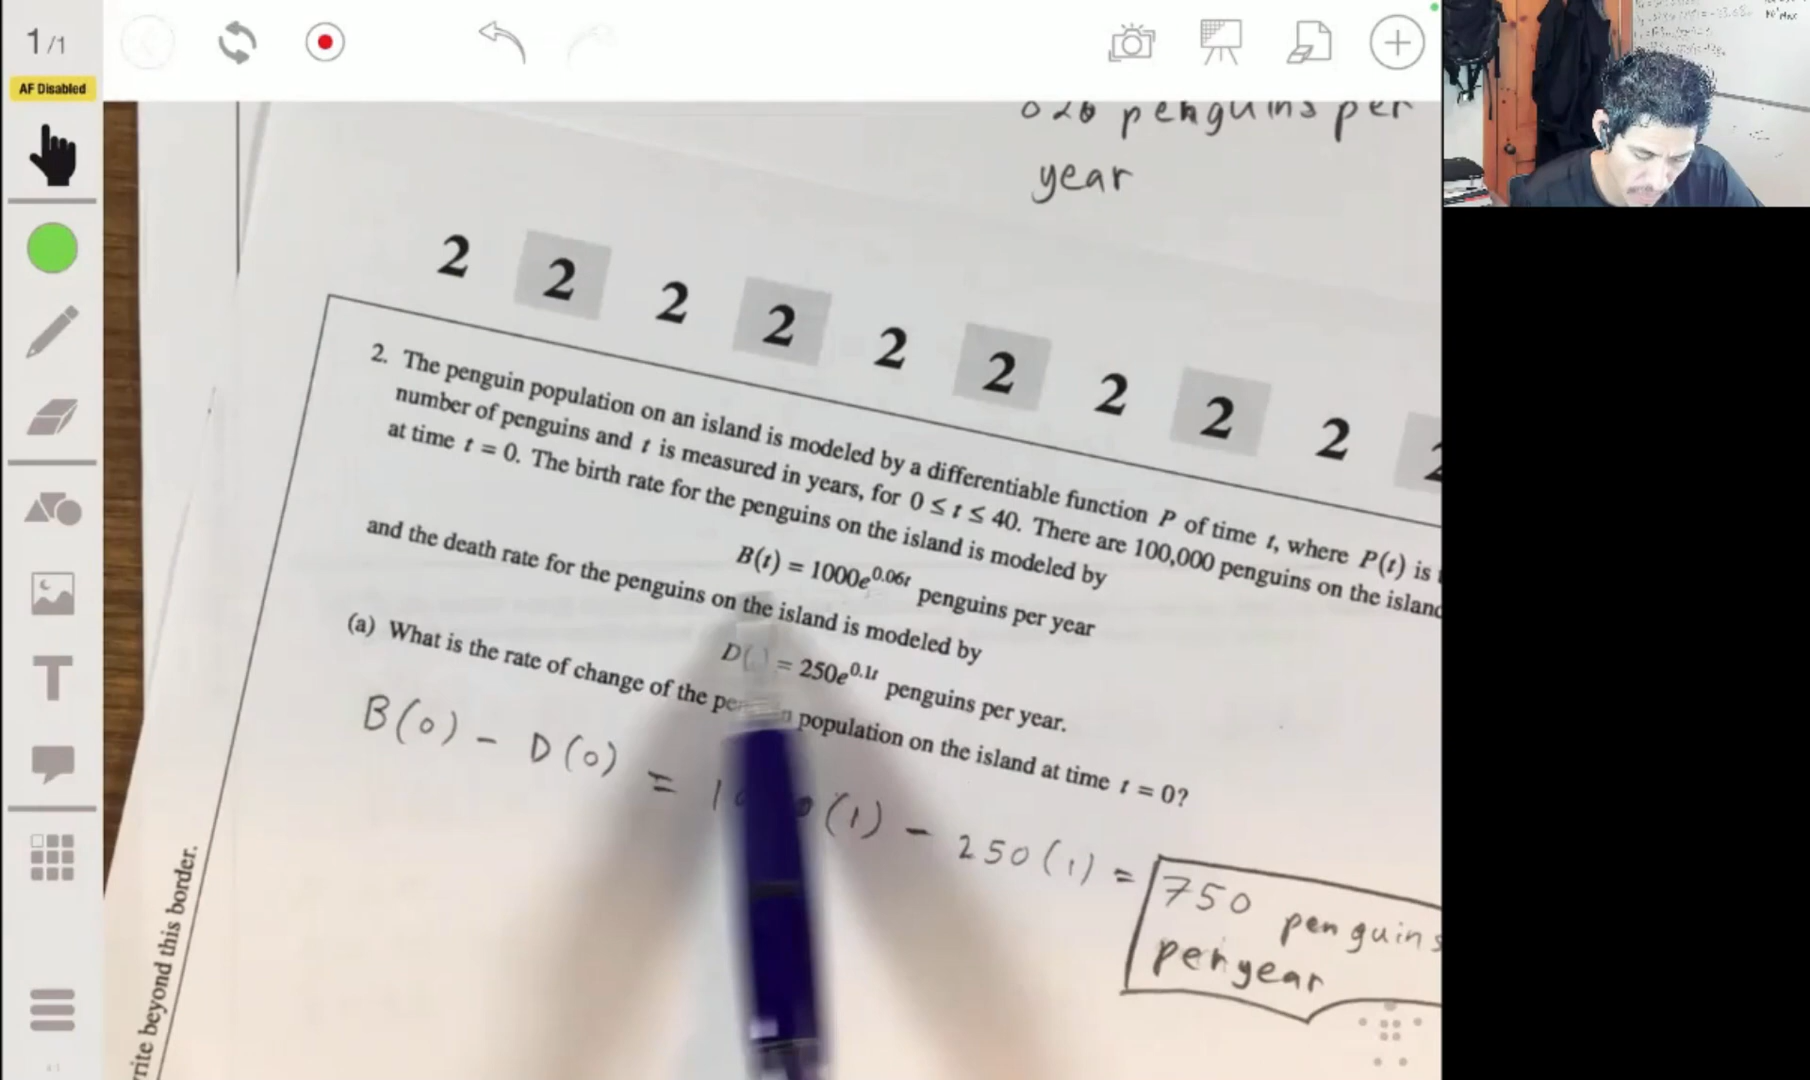 1/1
AF Disabled
penguins per
year
2 2 2 2 2 2 2 2 2 2
2. The penguin population on an island is modeled by a differentiable function P of time t, where P(t) is
number of penguins and t is measured in years, for 0 ≤ t ≤ 40. There are 100,000 penguins on the island
at time t = 0. The birth rate for the penguins on the island is modeled by
B(t) = 1000e^0.06t penguins per year
and the death rate for the penguins on the island is modeled by
D( ) = 250e^0.1t penguins per year.
(a) What is the rate of change of the population on the island at time t = 0?
B(0) - D(0) = (1) - 250(1) = 750 penguins
per year
beyond this border.
T